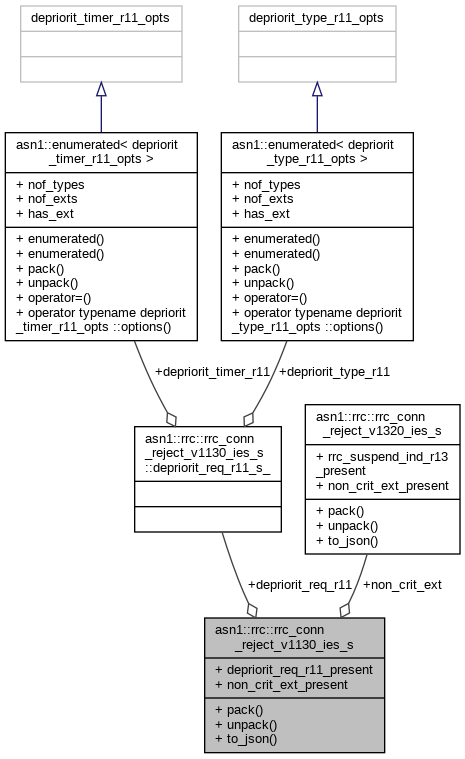 depriorit_timer_r11_opts
depriorit_type_r11_opts
asn1::enumerated< depriorit
_timer_r11_opts >
+ nof_types
+ nof_exts
+ has_ext
+ enumerated()
+ enumerated()
+ pack()
+ unpack()
+ operator=()
+ operator typename depriorit
_timer_r11_opts ::options()
asn1::enumerated< depriorit
_type_r11_opts >
+ nof_types
+ nof_exts
+ has_ext
+ enumerated()
+ enumerated()
+ pack()
+ unpack()
+ operator=()
+ operator typename depriorit
_type_r11_opts ::options()
+depriorit_timer_r11
+depriorit_type_r11
asn1::rrc::rrc_conn
_reject_v1130_ies_s
::depriorit_req_r11_s_
asn1::rrc::rrc_conn
_reject_v1320_ies_s
+ rrc_suspend_ind_r13
_present
+ non_crit_ext_present
+ pack()
+ unpack()
+ to_json()
+depriorit_req_r11
+non_crit_ext
asn1::rrc::rrc_conn
_reject_v1130_ies_s
+ depriorit_req_r11_present
+ non_crit_ext_present
+ pack()
+ unpack()
+ to_json()